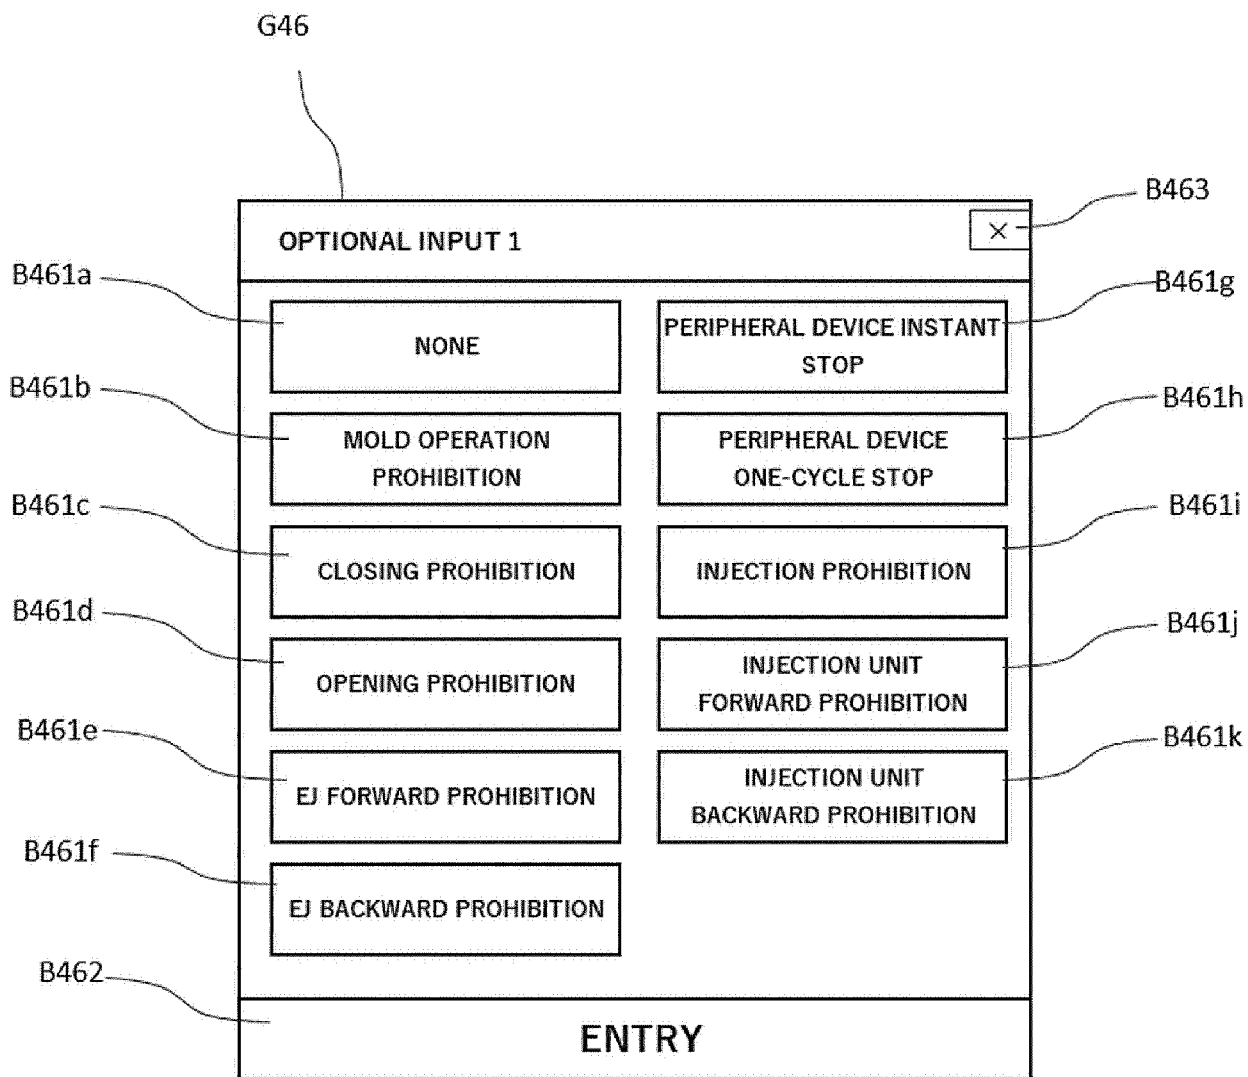 G46
B463
OPTIONAL INPUT 1
×
B461a
B461g
NONE
PERIPHERAL DEVICE INSTANT
STOP
B461b
B461h
MOLD OPERATION
PROHIBITION
PERIPHERAL DEVICE
ONE-CYCLE STOP
B461c
B461i
CLOSING PROHIBITION
INJECTION PROHIBITION
B461d
B461j
OPENING PROHIBITION
INJECTION UNIT
FORWARD PROHIBITION
B461e
B461k
EJ FORWARD PROHIBITION
INJECTION UNIT
BACKWARD PROHIBITION
B461f
EJ BACKWARD PROHIBITION
B462
ENTRY